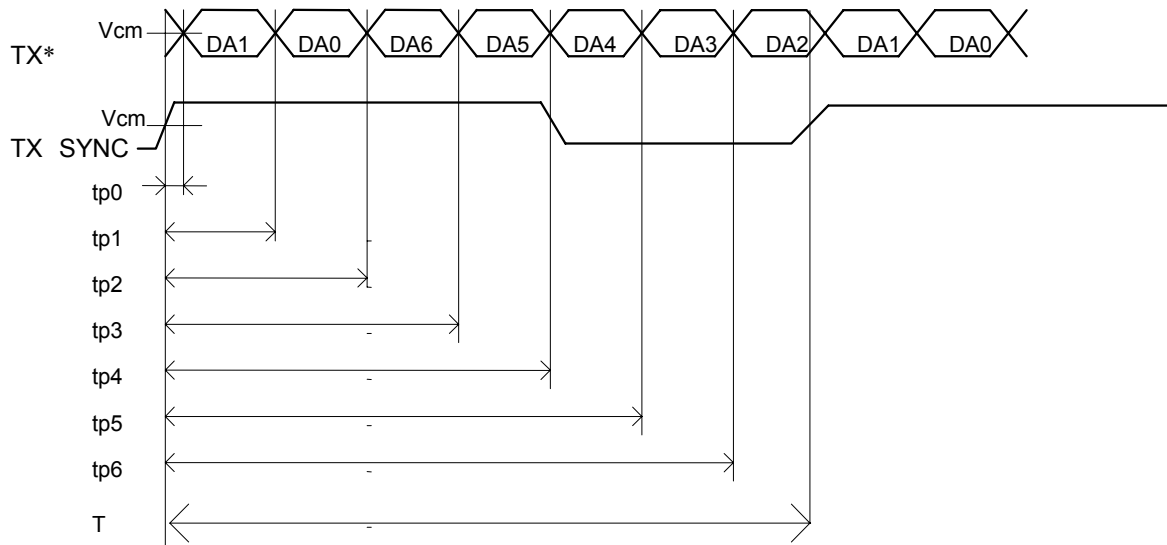 Vcm
TX* DA1 DA0 DA6 DA5 DA4 DA3 DA2 DA1 DA0
Vcm
TX SYNC
tp0
tp1
tp2
tp3
tp4
tp5
tp6
T